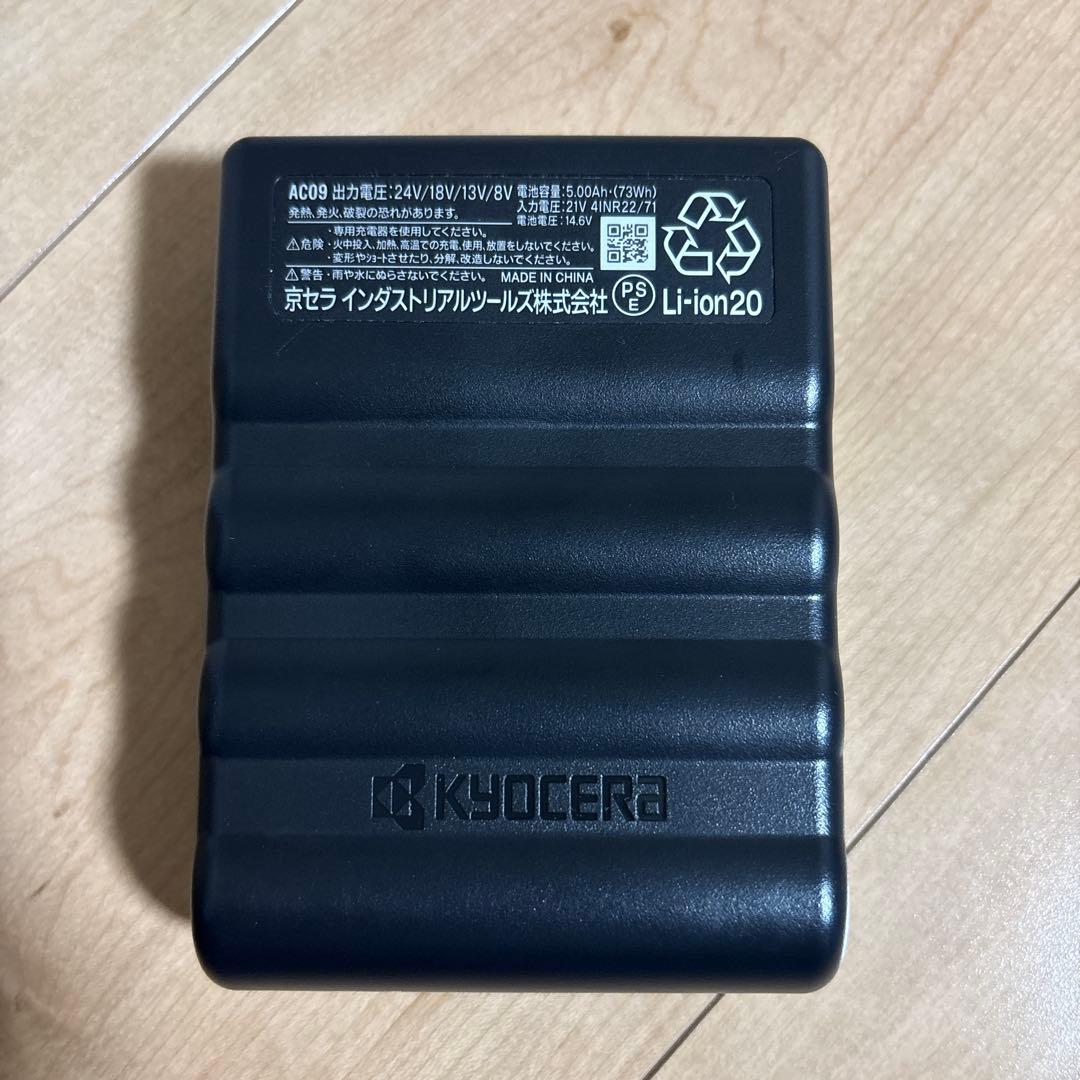 AC09 出力電圧:24V/18V/13V/8V 電池容量:5.00Ah・(73Wh)
発熱、発火、破裂の恐れがあります。 入力電圧:21V 4INR22/71
電池電圧:14.6V
・専用充電器を使用してください。
⚠危険・火中投入、加熱、高温での充電、使用、放置をしないでください。
・変形やショートさせたり、分解、改造しないでください。
⚠警告・雨や水にぬらさないでください。 MADE IN CHINA
京セラ インダストリアルツールズ株式会社 PSE Li-ion20
KYOCERA